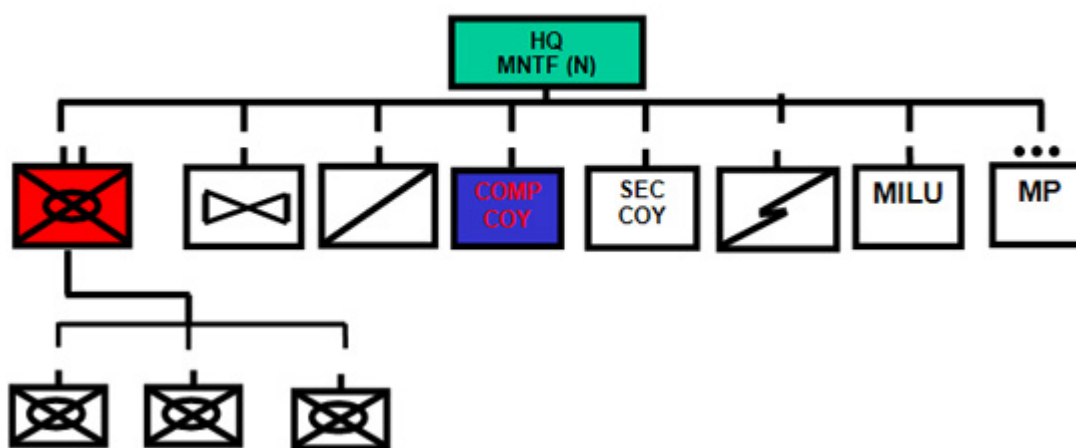 HQ
MNTF (N)
COMP
COY
SEC
COY
MILU
MP